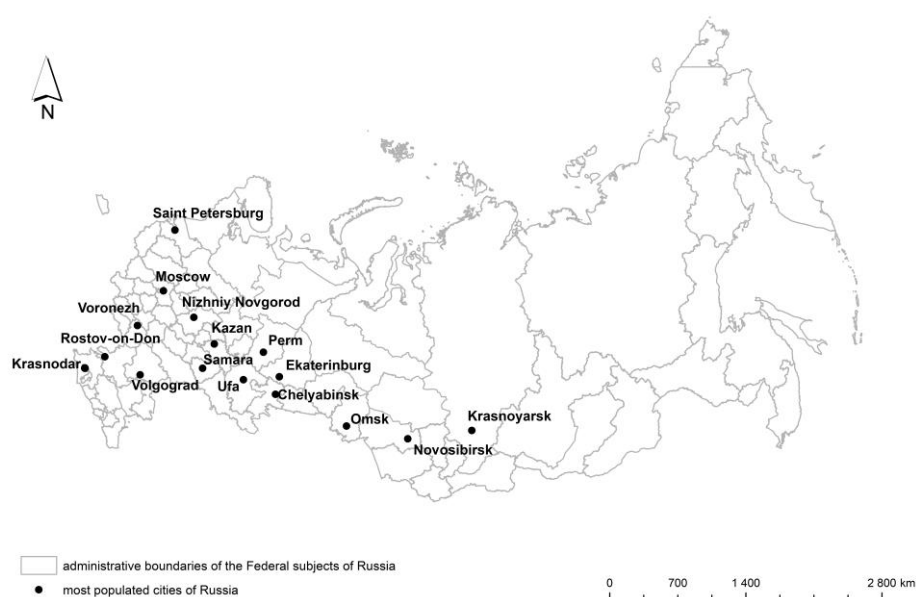 N
Saint Petersburg
Moscow
Nizhniy Novgorod
Voronezh
Kazan
Rostov-on-Don
Perm
Krasnodar
Samara
Ekaterinburg
Volgograd
Ufa
Chelyabinsk
Omsk
Krasnoyarsk
Novosibirsk
administrative boundaries of the Federal subjects of Russia
most populated cities of Russia
0 700 1 400 2 800 km